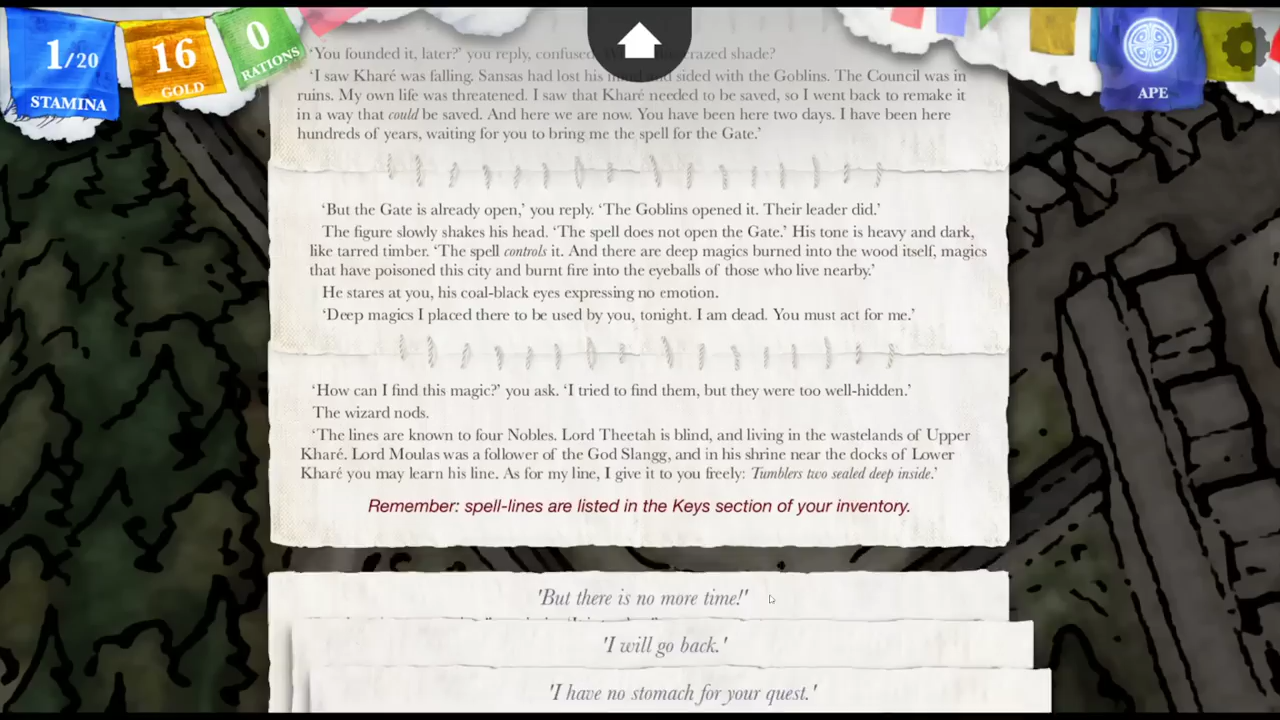 1/20
STAMINA
16
GOLD
0
RATIONS
APE
'You founded it, later?' you reply, confused. razed shade?
'I saw Kharé was falling. Sansas had lost his mind and sided with the Goblins. The Council was in
ruins. My own life was threatened. I saw that Kharé needed to be saved, so I went back to remake it
in a way that could be saved. And here we are now. You have been here two days. I have been here
hundreds of years, waiting for you to bring me the spell for the Gate.'
'But the Gate is already open,' you reply. 'The Goblins opened it. Their leader did.'
The figure slowly shakes his head. 'The spell does not open the Gate.' His tone is heavy and dark,
like tarred timber. 'The spell controls it. And there are deep magics burned into the wood itself, magics
that have poisoned this city and burnt fire into the eyeballs of those who live nearby.'
He stares at you, his coal-black eyes expressing no emotion.
'Deep magics I placed there to be used by you, tonight. I am dead. You must act for me.'
'How can I find this magic?' you ask. 'I tried to find them, but they were too well-hidden.'
The wizard nods.
'The lines are known to four Nobles. Lord Theetah is blind, and living in the wastelands of Upper
Kharé. Lord Moulas was a follower of the God Slangg, and in his shrine near the docks of Lower
Kharé you may learn his line. As for my line, I give it to you freely: Tumblers two sealed deep inside.'
Remember: spell-lines are listed in the Keys section of your inventory.
'But there is no more time!'
'I will go back.'
'I have no stomach for your quest.'